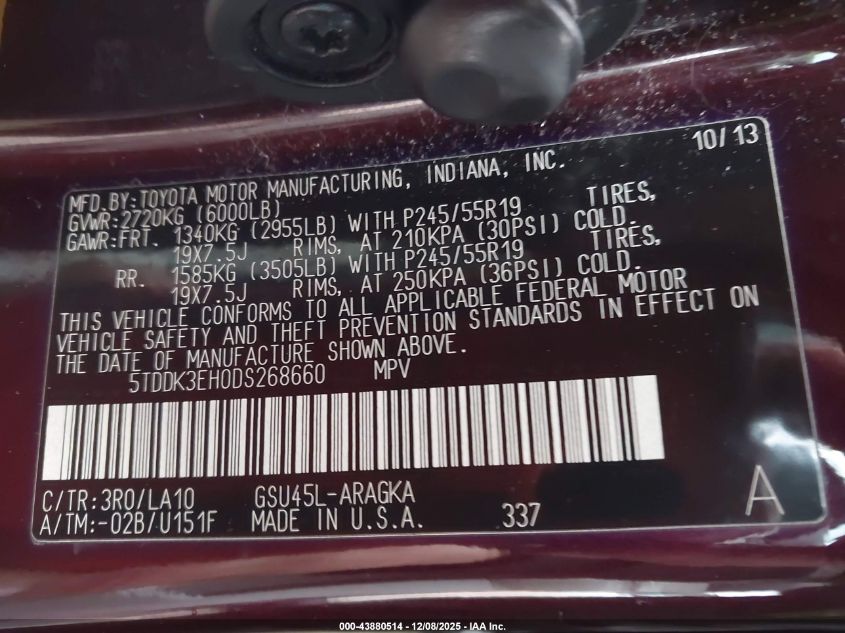 10/13
MFD.BY:TOYOTA MOTOR MANUFACTURING, INDIANA, INC.
GVWR:2720KG (6000LB)
GAWR:FRT. 1340KG (2955LB) WITH P245/55R19 TIRES,
19X7.5J RIMS, AT 210KPA (30PSI) COLD.
RR. 1585KG (3505LB) WITH P245/55R19 TIRES,
19X7.5J RIMS, AT 250KPA (36PSI) COLD.
THIS VEHICLE CONFORMS TO ALL APPLICABLE FEDERAL MOTOR
VEHICLE SAFETY AND THEFT PREVENTION STANDARDS IN EFFECT ON
THE DATE OF MANUFACTURE SHOWN ABOVE.
5TDDK3EH0DS268660 MPV
C/TR:3R0/LA10 GSU45L-ARAGKA
A/TM:-02B/U151F MADE IN U.S.A. 337 A
000-43880514 - 12/08/2025 - IAA Inc.